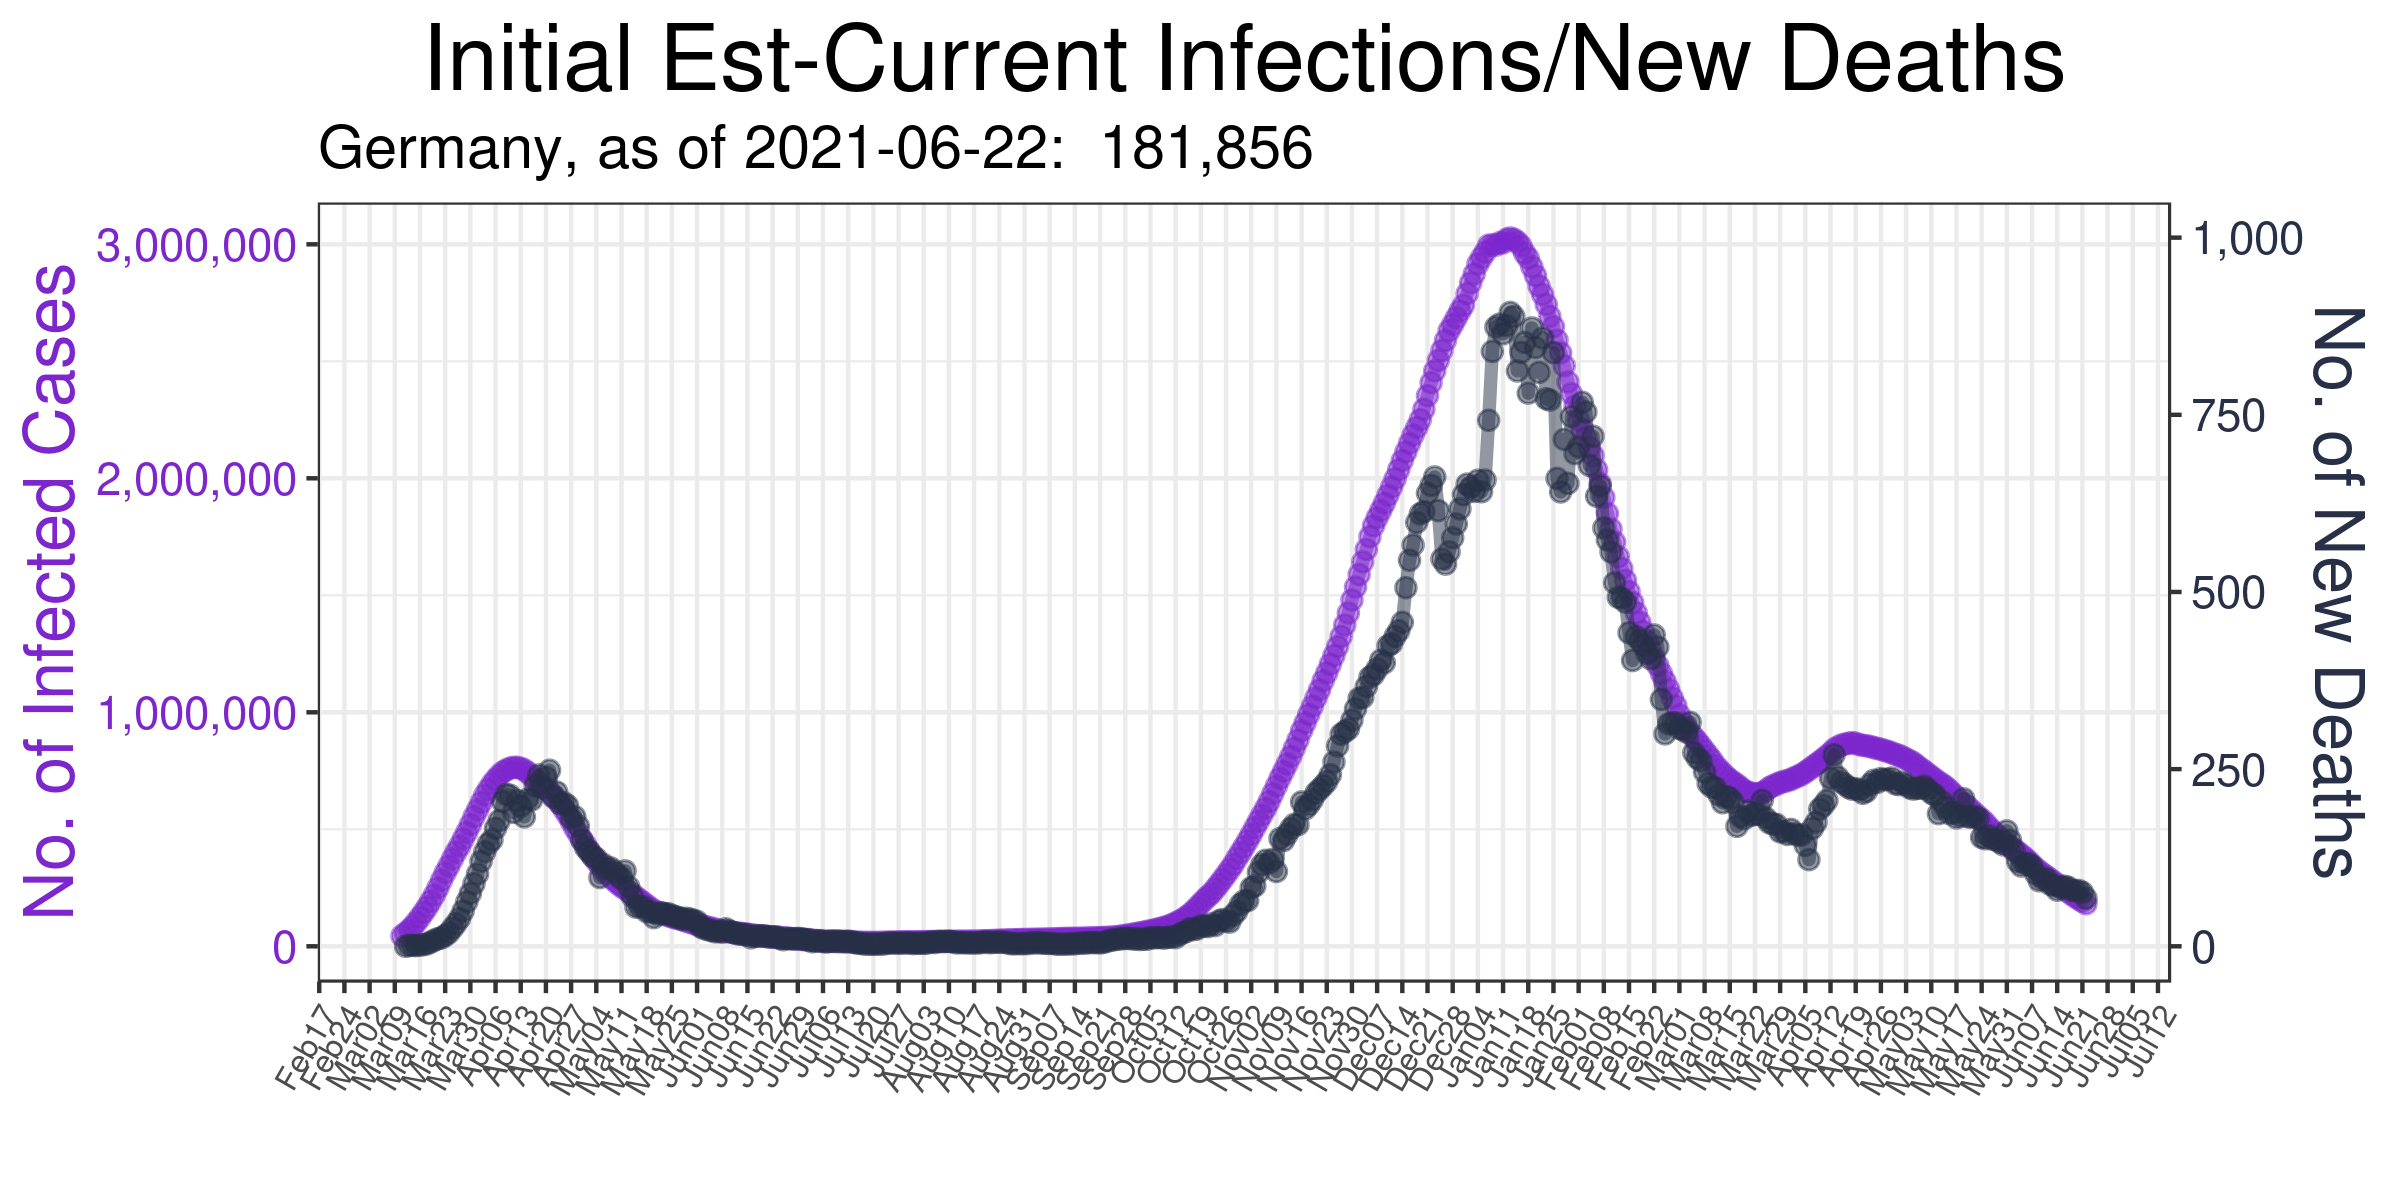 Initial Est-Current Infections/New Deaths
Germany, as of 2021-06-22:  181,856
No. of Infected Cases
3,000,000
2,000,000
1,000,000
0
1,000
750
500
250
0
No. of New Deaths
Feb17
Feb24
Mar02
Mar09
Mar16
Mar23
Mar30
Apr06
Apr13
Apr20
Apr27
May04
May11
May18
May25
Jun01
Jun08
Jun15
Jun22
Jun29
Jul06
Jul13
Jul20
Jul27
Aug03
Aug10
Aug17
Aug24
Aug31
Sep07
Sep14
Sep21
Sep28
Oct05
Oct12
Oct19
Oct26
Nov02
Nov09
Nov16
Nov23
Nov30
Dec07
Dec14
Dec21
Dec28
Jan04
Jan11
Jan18
Jan25
Feb01
Feb08
Feb15
Feb22
Mar01
Mar08
Mar15
Mar22
Mar29
Apr05
Apr12
Apr19
Apr26
May03
May10
May17
May24
May31
Jun07
Jun14
Jun21
Jun28
Jul05
Jul12